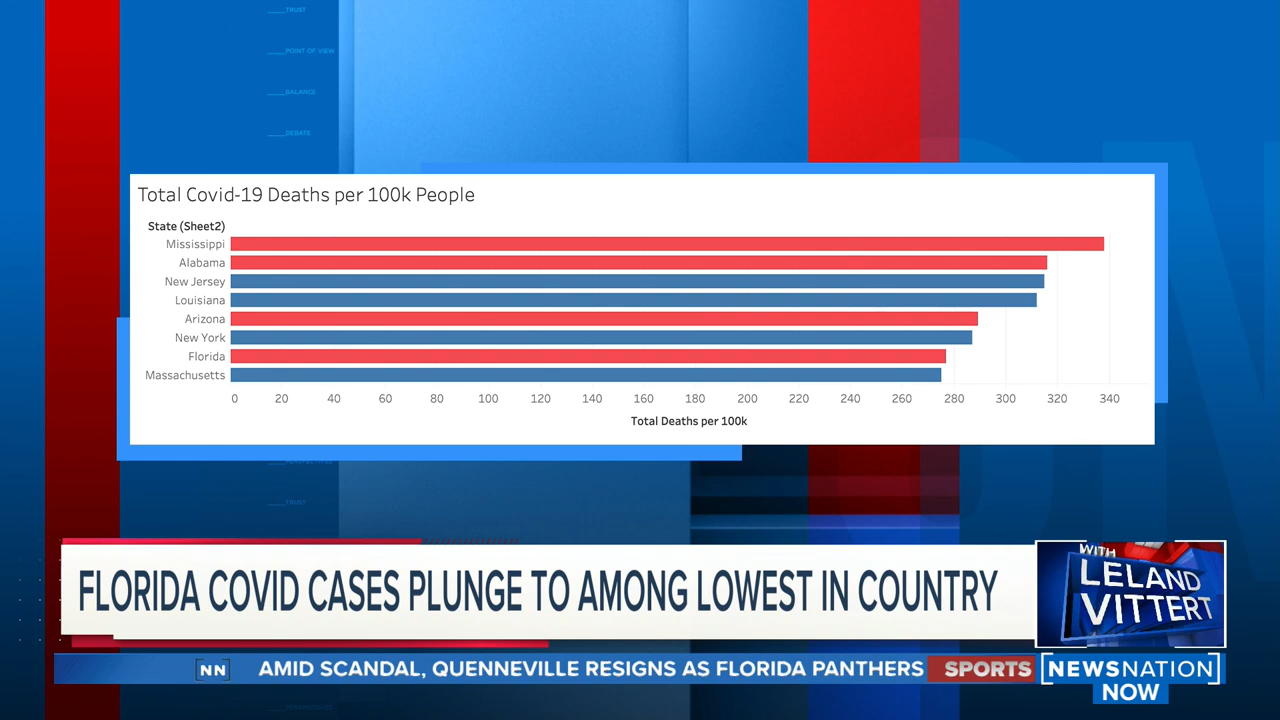 TRUST
POINT OF VIEW
BALANCE
DEBATE
Total Covid-19 Deaths per 100k People
State (Sheet2)
Mississippi
Alabama
New Jersey
Louisiana
Arizona
New York
Florida
Massachusetts
0 20 40 60 80 100 120 140 160 180 200 220 240 260 280 300 320 340
Total Deaths per 100k
PERSPECTIVES
TRUST
FLORIDA COVID CASES PLUNGE TO AMONG LOWEST IN COUNTRY
WITH
LELAND
VITTERT
NN AMID SCANDAL, QUENNEVILLE RESIGNS AS FLORIDA PANTHERS SPORTS NEWSNATION
NOW